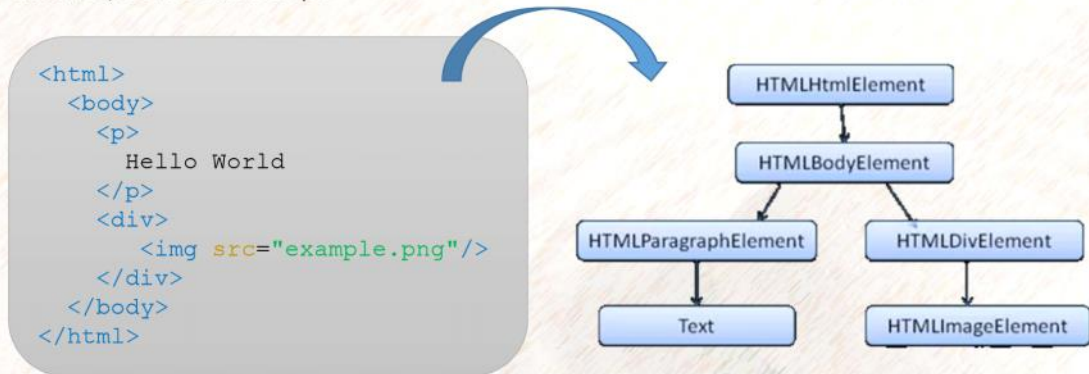 <html>
<body>
<p>
Hello World
</p>
<div>
<img src="example.png"/>
</div>
</body>
</html>
HTMLHtmlElement
HTMLBodyElement
HTMLParagraphElement
HTMLDivElement
Text
HTMLImageElement